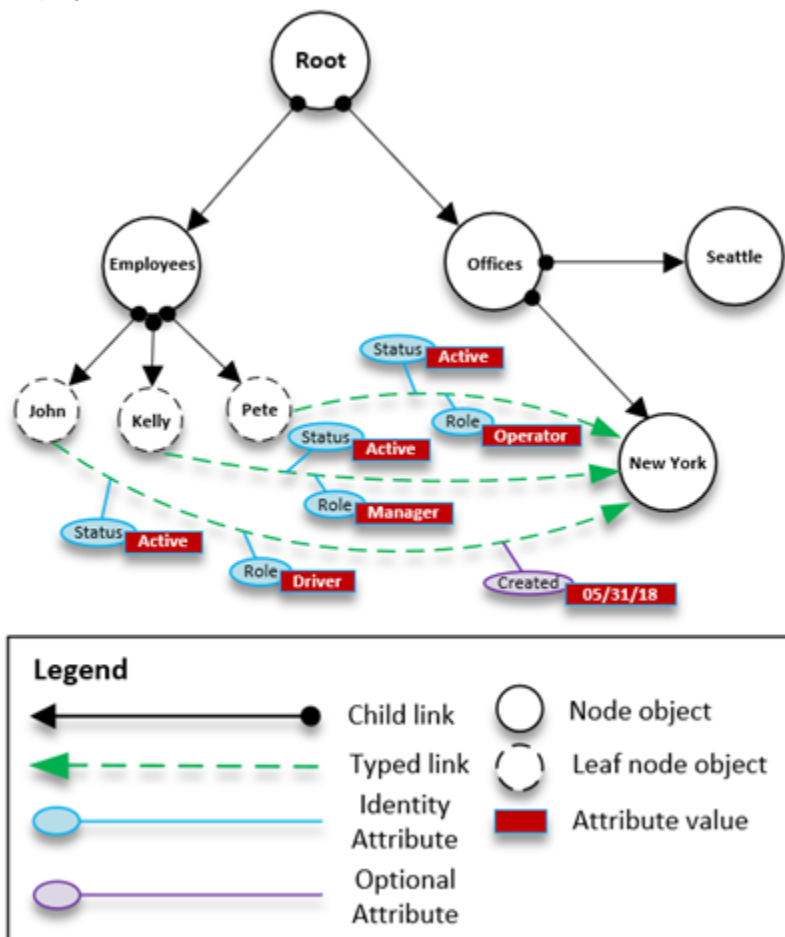 Root
Employees
Offices
Seattle
Status Active
John
Kelly
Pete
Role Operator
Status Active
New York
Role Manager
Status Active
Role Driver
Created 05/31/18
Legend
Child link
Node object
Typed link
Leaf node object
Identity
Attribute
Attribute value
Optional
Attribute